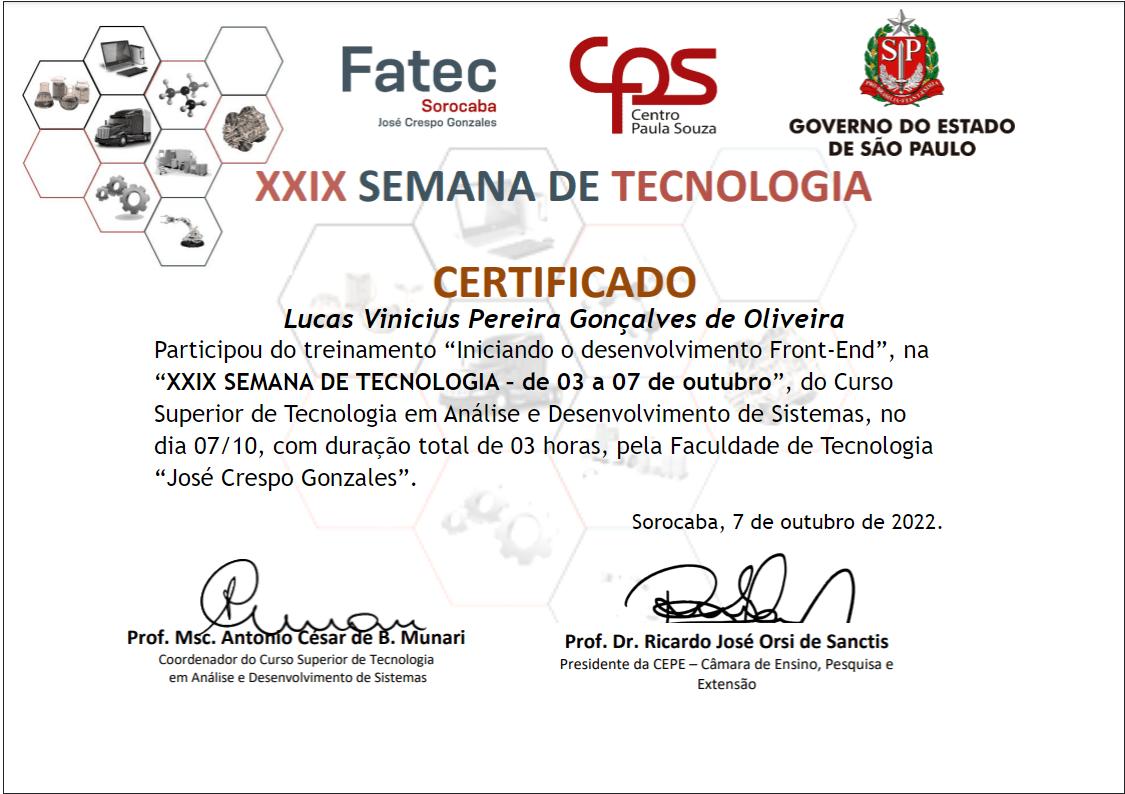 Fatec
Sorocaba
José Crespo Gonzales
CPS
Centro
Paula Souza
SP
GOVERNO DO ESTADO
DE SÃO PAULO
XXIX SEMANA DE TECNOLOGIA
CERTIFICADO
Lucas Vinicius Pereira Gonçalves de Oliveira
Participou do treinamento “Iniciando o desenvolvimento Front-End”, na
“XXIX SEMANA DE TECNOLOGIA – de 03 a 07 de outubro”, do Curso
Superior de Tecnologia em Análise e Desenvolvimento de Sistemas, no
dia 07/10, com duração total de 03 horas, pela Faculdade de Tecnologia
“José Crespo Gonzales”.
Sorocaba, 7 de outubro de 2022.
Prof. Msc. Antonio César de B. Munari
Coordenador do Curso Superior de Tecnologia
em Análise e Desenvolvimento de Sistemas
Prof. Dr. Ricardo José Orsi de Sanctis
Presidente da CEPE – Câmara de Ensino, Pesquisa e
Extensão